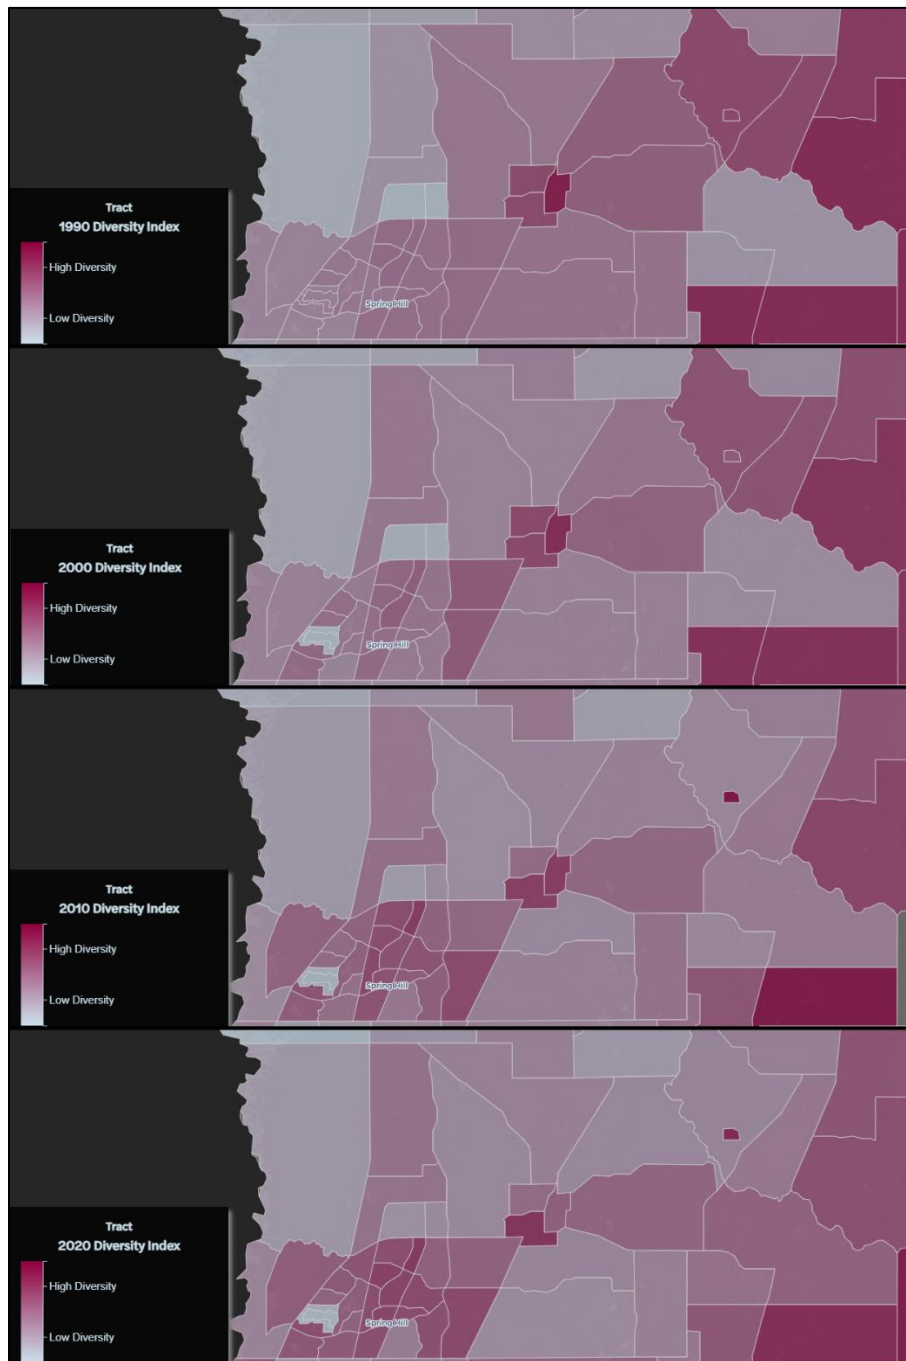 Tract
1990 Diversity Index
High Diversity
Low Diversity
Spring Hill
Tract
2000 Diversity Index
High Diversity
Low Diversity
Spring Hill
Tract
2010 Diversity Index
High Diversity
Low Diversity
Spring Hill
Tract
2020 Diversity Index
High Diversity
Low Diversity
Spring Hill